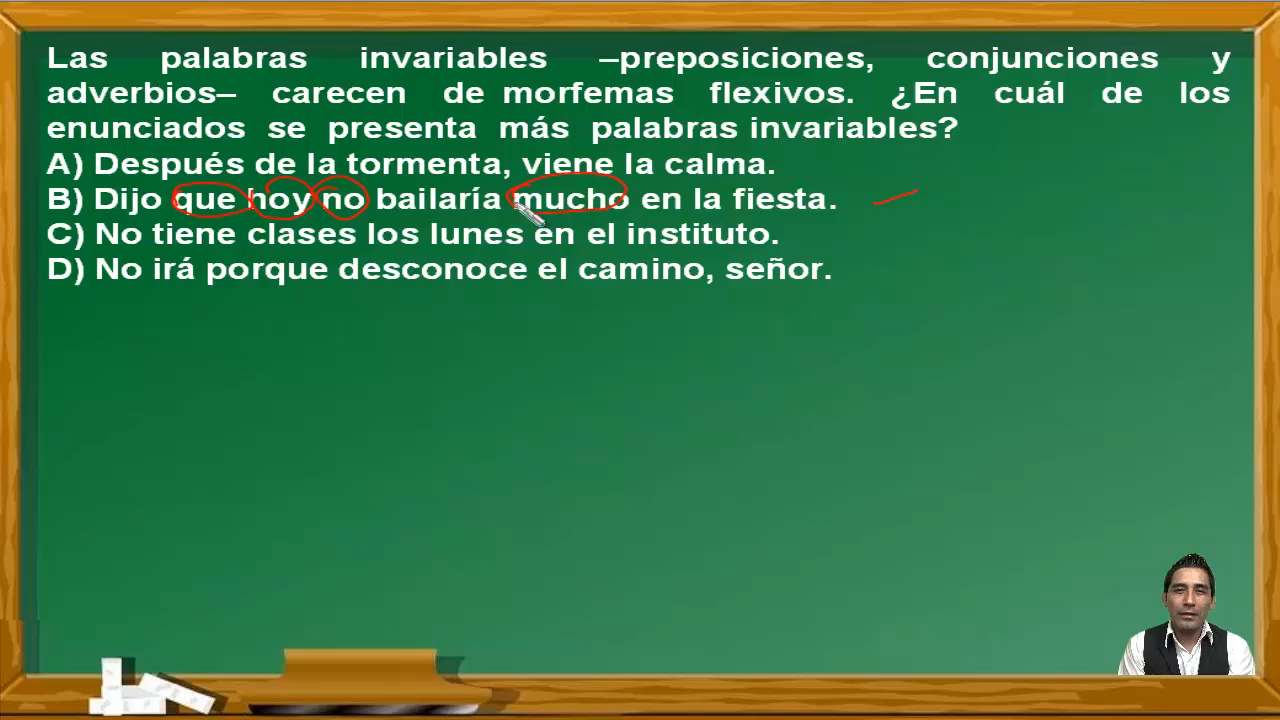 Las palabras invariables –preposiciones, conjunciones y
adverbios– carecen de morfemas flexivos. ¿En cuál de los
enunciados se presenta más palabras invariables?
A) Después de la tormenta, viene la calma.
B) Dijo que hoy no bailaría mucho en la fiesta.
C) No tiene clases los lunes en el instituto.
D) No irá porque desconoce el camino, señor.